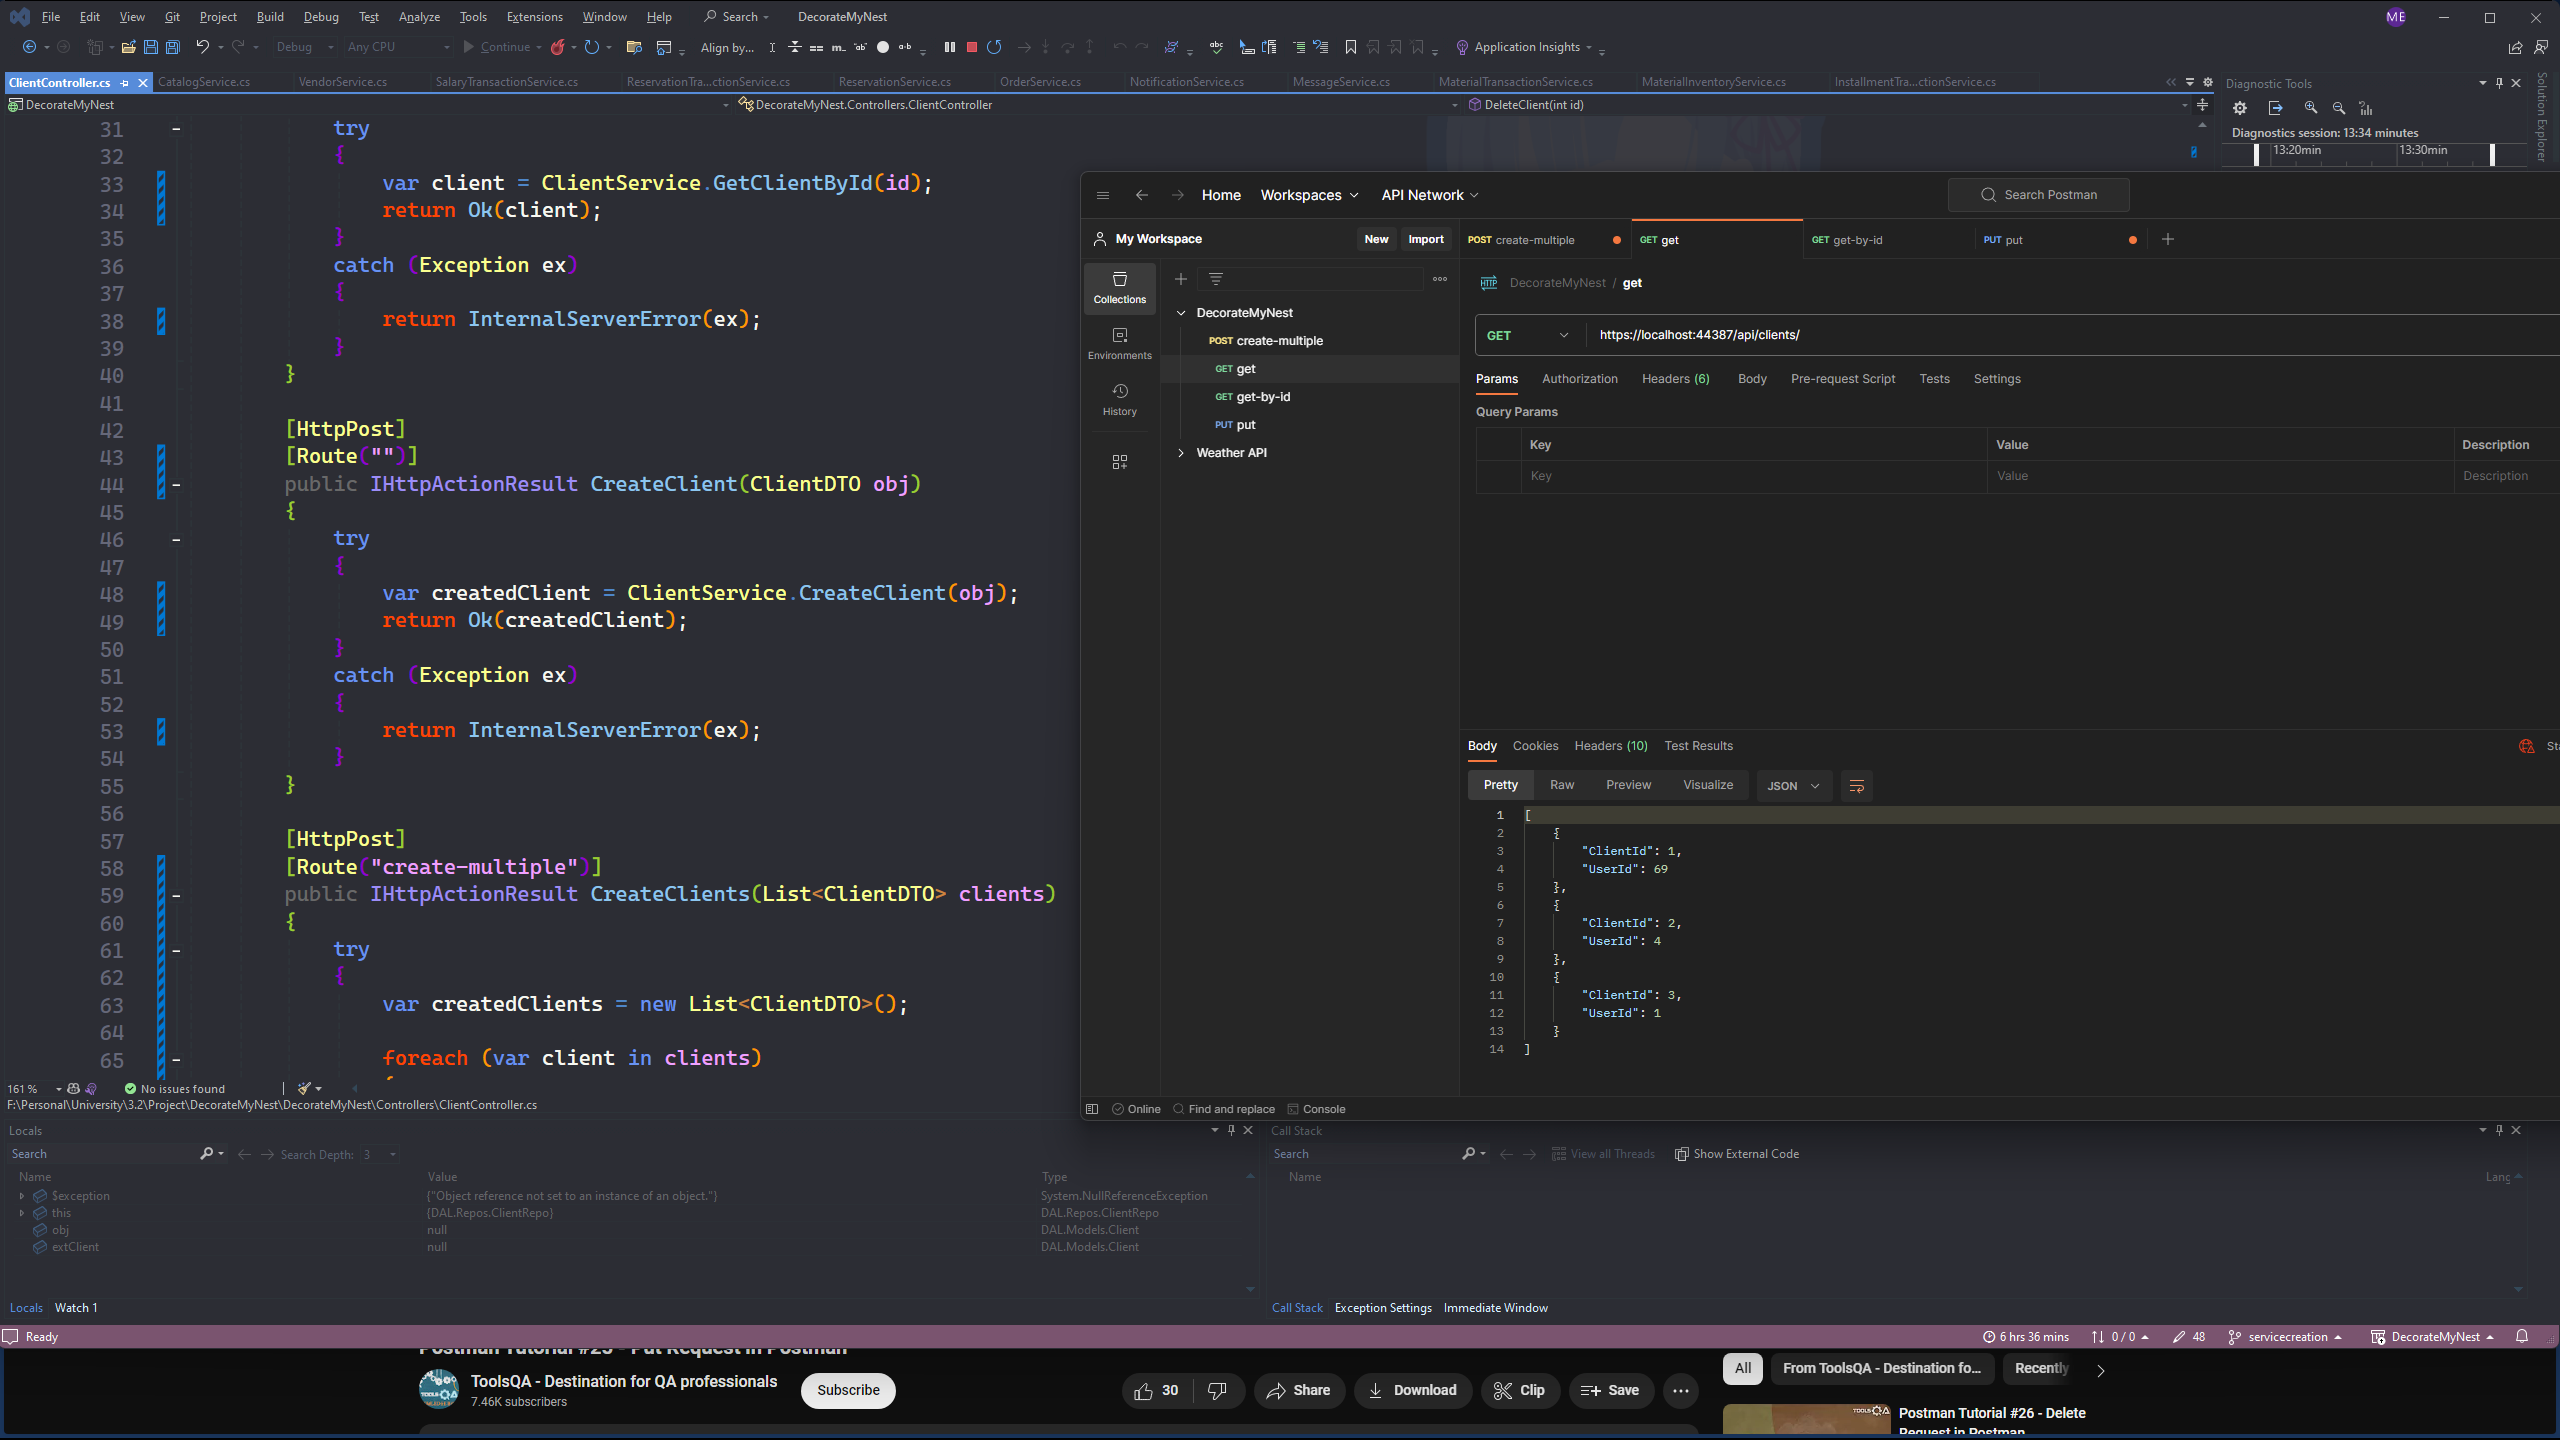 File Edit View Git Project Build Debug Test Analyze Tools Extensions Window Help Search DecorateMyNest ME
Debug Any CPU Continue Align by... Application Insights
ClientController.cs CatalogService.cs VendorService.cs SalaryTransactionService.cs ReservationTra...ctionService.cs ReservationService.cs OrderService.cs NotificationService.cs MessageService.cs MaterialTransactionService.cs MaterialInventoryService.cs InstallmentTra...ctionService.cs
DecorateMyNest DecorateMyNest.Controllers.ClientController DeleteClient(int id)
Diagnostic Tools
Diagnostics session: 13:34 minutes
13:20min 13:30min
Solution Explorer
31 try
32 {
33 var client = ClientService.GetClientById(id);
34 return Ok(client);
35 }
36 catch (Exception ex)
37 {
38 return InternalServerError(ex);
39 }
40 }
41
42 [HttpPost]
43 [Route("")]
44 public IHttpActionResult CreateClient(ClientDTO obj)
45 {
46 try
47 {
48 var createdClient = ClientService.CreateClient(obj);
49 return Ok(createdClient);
50 }
51 catch (Exception ex)
52 {
53 return InternalServerError(ex);
54 }
55 }
56
57 [HttpPost]
58 [Route("create-multiple")]
59 public IHttpActionResult CreateClients(List<ClientDTO> clients)
60 {
61 try
62 {
63 var createdClients = new List<ClientDTO>();
64
65 foreach (var client in clients)
161 % No issues found
F:\Personal\University\3.2\Project\DecorateMyNest\DecorateMyNest\Controllers\ClientController.cs
Home Workspaces API Network Search Postman
My Workspace New Import
POST create-multiple GET get GET get-by-id PUT put
Collections
Environments
History
DecorateMyNest
POST create-multiple
GET get
GET get-by-id
PUT put
Weather API
HTTP DecorateMyNest / get
GET https://localhost:44387/api/clients/
Params Authorization Headers (6) Body Pre-request Script Tests Settings
Query Params
Key Value Description
Key Value Description
Body Cookies Headers (10) Test Results
Pretty Raw Preview Visualize JSON
1 [
2 {
3 "ClientId": 1,
4 "UserId": 69
5 },
6 {
7 "ClientId": 2,
8 "UserId": 4
9 },
10 {
11 "ClientId": 3,
12 "UserId": 1
13 }
14 ]
Online Find and replace Console
Locals
Search Search Depth: 3
Name Value Type
$exception {"Object reference not set to an instance of an object."} System.NullReferenceException
this {DAL.Repos.ClientRepo} DAL.Repos.ClientRepo
obj null DAL.Models.Client
extClient null DAL.Models.Client
Locals Watch 1
Call Stack
Search View all Threads Show External Code
Name Lang
Call Stack Exception Settings Immediate Window
Ready 6 hrs 36 mins 0 / 0 48 servicecreation DecorateMyNest
Postman Tutorial #25 - Put Request in Postman
ToolsQA - Destination for QA professionals
7.46K subscribers
Subscribe
30 Share Download Clip Save
All From ToolsQA - Destination fo... Recently
Postman Tutorial #26 - Delete
Request in Postman